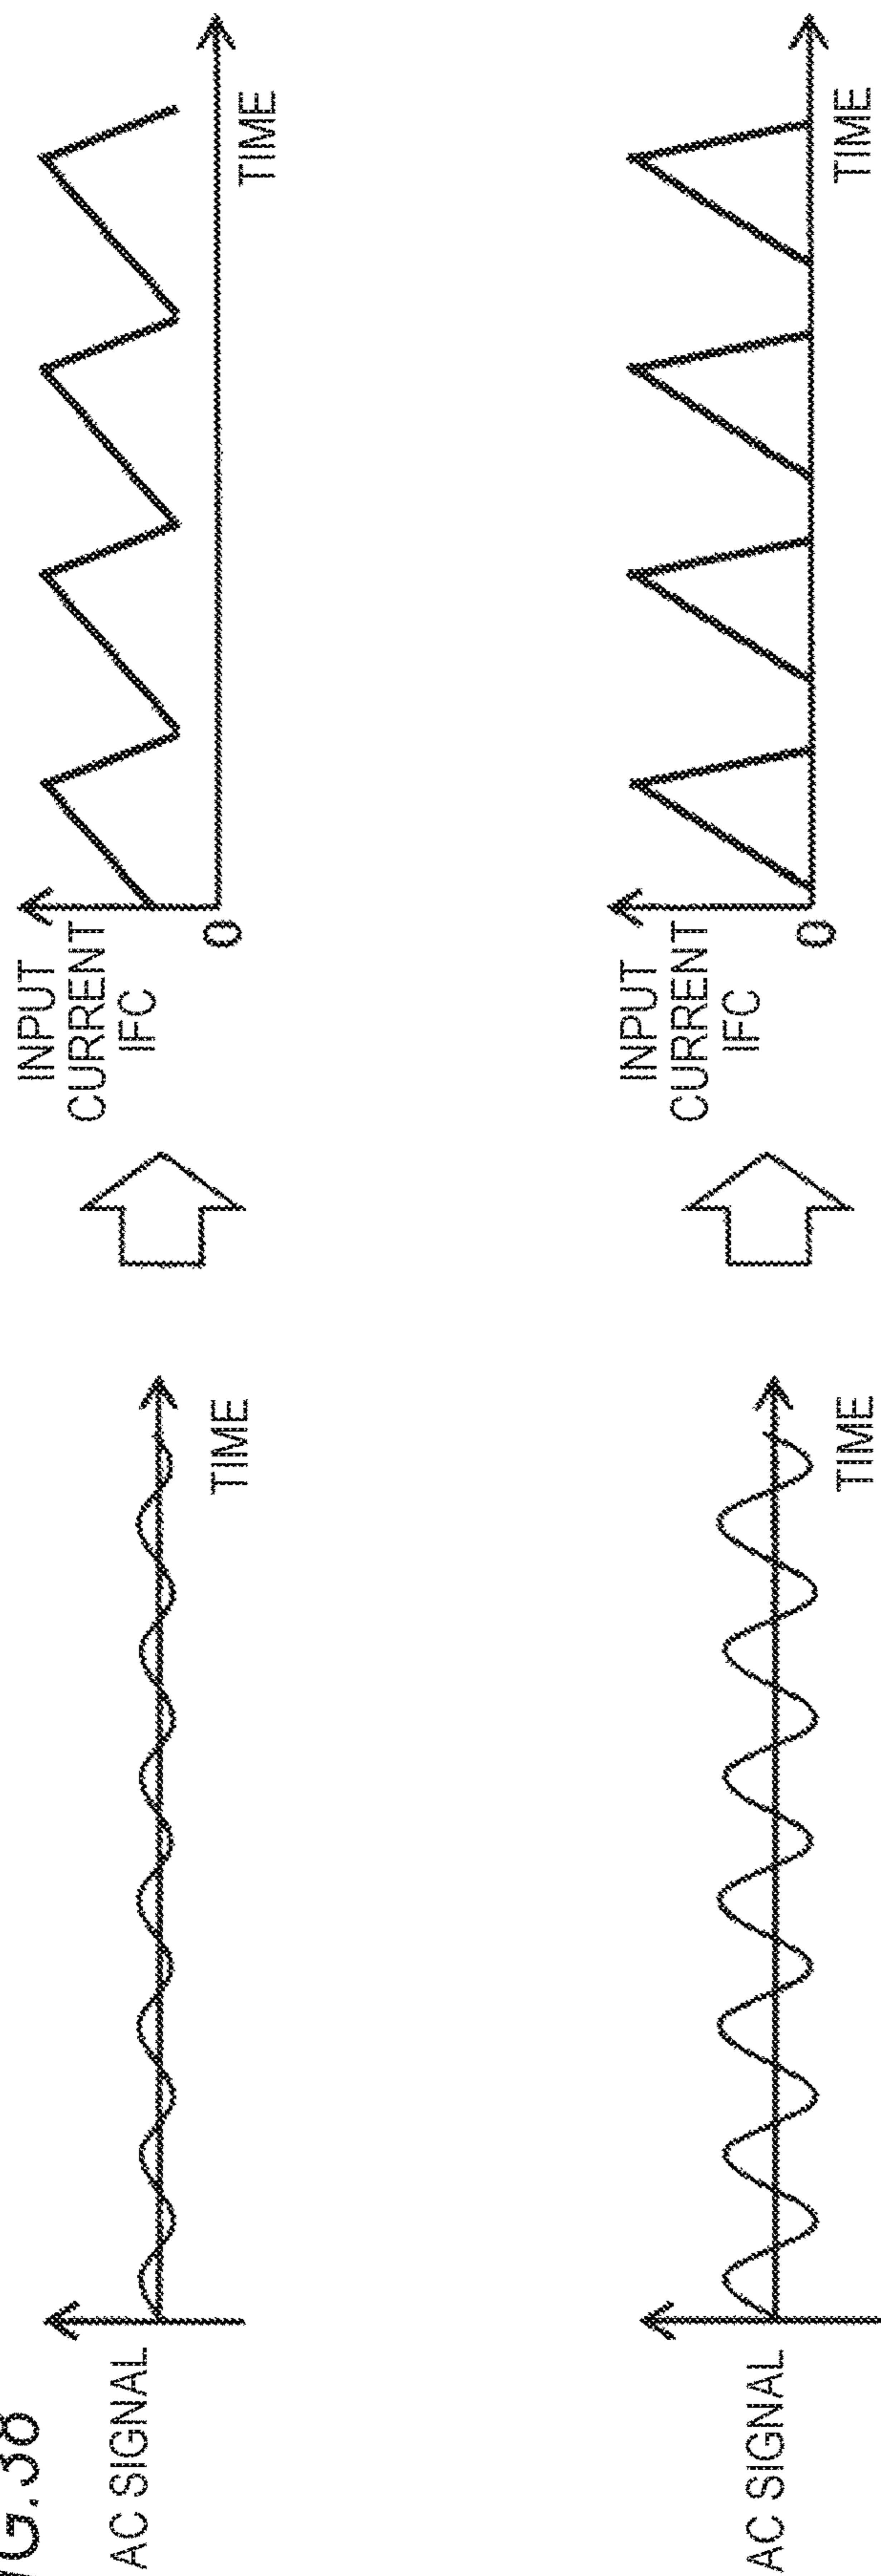 G.38
AC SIGNAL
TIME
INPUT
CURRENT
IFC
0
TIME
AC SIGNAL
TIME
INPUT
CURRENT
IFC
0
TIME